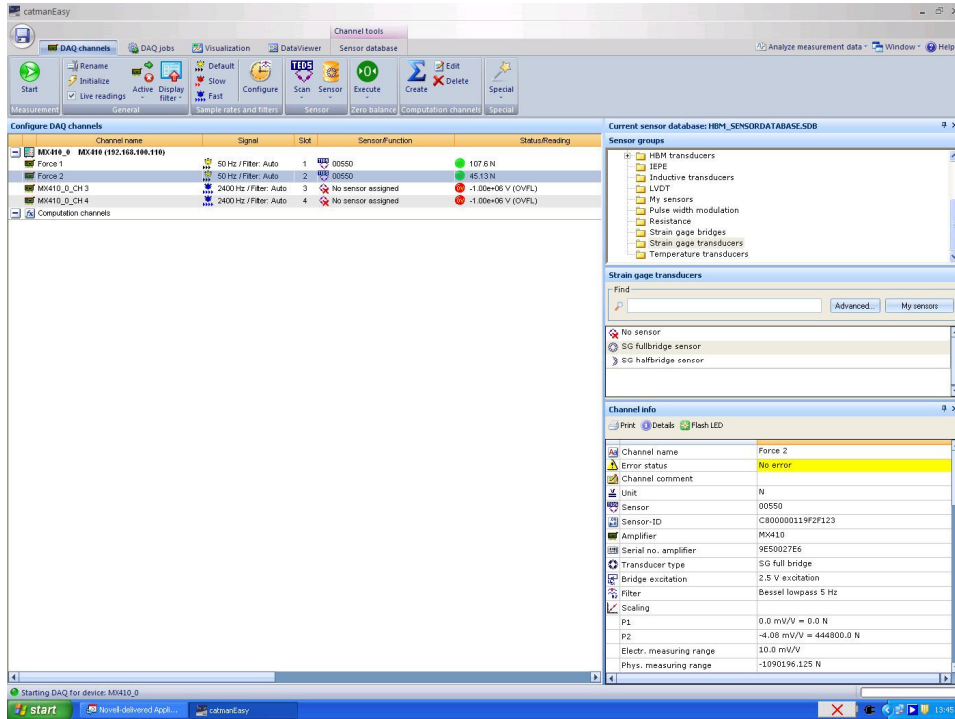 catmanEasy
Channel tools
DAQ channels
DAQ jobs
Visualization
DataViewer
Sensor database
Analyze measurement data
Window
Help
Start
Rename
Initialize
Live readings
Active
Display filter
Default
Slow
Fast
Configure
TEDS
Scan
Sensor
Execute
Create
Edit
Delete
Special
Measurement
General
Sample rates and filters
Sensor
Zero balance
Computation channels
Special
Configure DAQ channels
Channel name Signal Slot Sensor/Function Status/Reading
MX410_0 MX410 (192.168.100.110)
Force 1 50 Hz / Filter: Auto 1 00550 107.6 N
Force 2 50 Hz / Filter: Auto 2 00550 45.13 N
MX410_0_CH 3 2400 Hz / Filter: Auto 3 No sensor assigned -1.00e+06 V (OVFL)
MX410_0_CH 4 2400 Hz / Filter: Auto 4 No sensor assigned -1.00e+06 V (OVFL)
fx Computation channels
Current sensor database: HBM_SENSORDATABASE.SDB
Sensor groups
HBM transducers
IEPE
Inductive transducers
LVDT
My sensors
Pulse width modulation
Resistance
Strain gage bridges
Strain gage transducers
Temperature transducers
Strain gage transducers
Find
Advanced...
My sensors
No sensor
SG fullbridge sensor
SG halfbridge sensor
Channel info
Print Details Flash LED
Channel name Force 2
Error status No error
Channel comment
Unit N
Sensor 00550
Sensor-ID C800000119F2F123
Amplifier MX410
Serial no. amplifier 9E50027E6
Transducer type SG full bridge
Bridge excitation 2.5 V excitation
Filter Bessel lowpass 5 Hz
Scaling
P1 0.0 mV/V = 0.0 N
P2 -4.08 mV/V = 444800.0 N
Electr. measuring range 10.0 mV/V
Phys. measuring range -1090196.125 N
Starting DAQ for device: MX410_0
start
Novell-delivered Appli...
catmanEasy
13:45